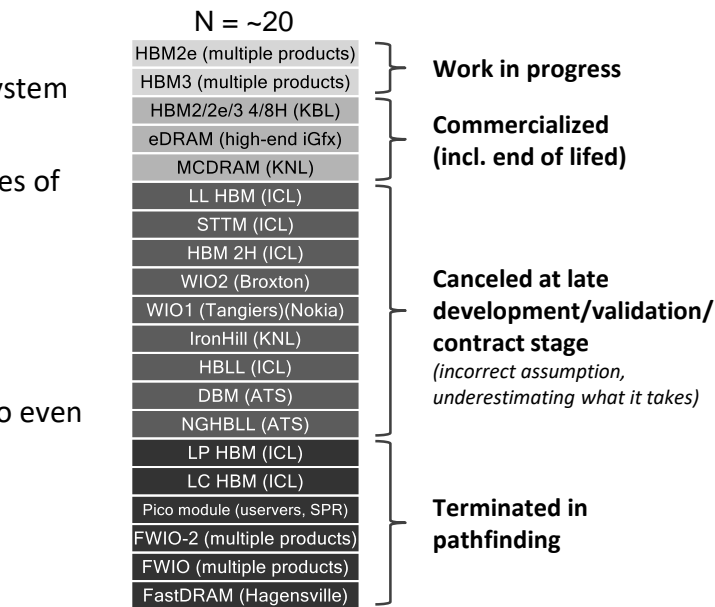 N = ~20
ystem
es of
o even
HBM2e (multiple products)
HBM3 (multiple products)
HBM2/2e/3 4/8H (KBL)
eDRAM (high-end iGfx)
MCDRAM (KNL)
LL HBM (ICL)
STTM (ICL)
HBM 2H (ICL)
WIO2 (Broxton)
WIO1 (Tangiers)(Nokia)
IronHill (KNL)
HBLL (ICL)
DBM (ATS)
NGHBLL (ATS)
LP HBM (ICL)
LC HBM (ICL)
Pico module (uservers, SPR)
FWIO-2 (multiple products)
FWIO (multiple products)
FastDRAM (Hagensville)
Work in progress
Commercialized
(incl. end of lifed)
Canceled at late
development/validation/
contract stage
(incorrect assumption,
underestimating what it takes)
Terminated in
pathfinding